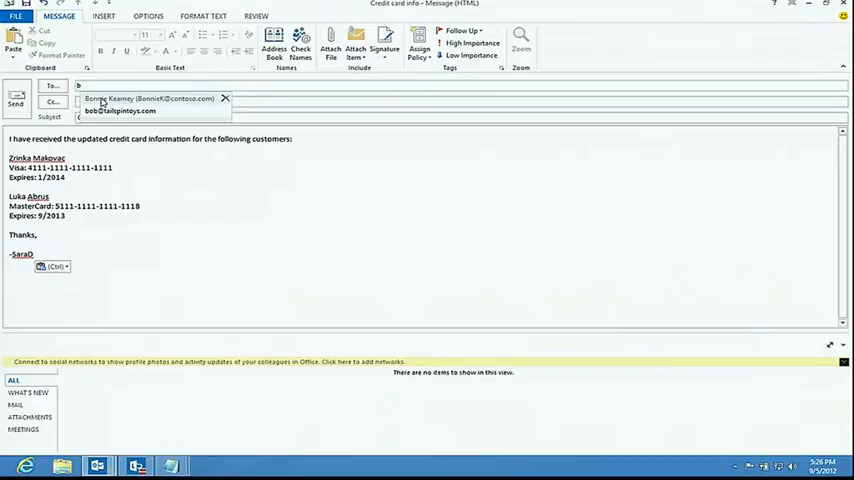 Credit card info - Message (HTML)
FILE MESSAGE INSERT OPTIONS FORMAT TEXT REVIEW
Paste
Cut
Copy
Format Painter
Clipboard
11
B I U
Basic Text
Address Book
Check Names
Names
Attach File
Attach Item
Signature
Include
Assign Policy
Follow Up
High Importance
Low Importance
Tags
Zoom
Zoom
Send
To...
b
Cc...
Subject
Bonnie Kearney (BonnieK@contoso.com)
bob@tailspintoys.com
I have received the updated credit card information for the following customers:
Zrinka Makovac
Visa: 4111-1111-1111-1111
Expires: 1/2014
Luka Abrus
MasterCard: 5111-1111-1111-1118
Expires: 9/2013
Thanks,
-SaraD
(Ctrl)
Connect to social networks to show profile photos and activity updates of your colleagues in Office. Click here to add networks.
ALL
WHAT'S NEW
MAIL
ATTACHMENTS
MEETINGS
There are no items to show in this view.
5:26 PM
9/5/2012